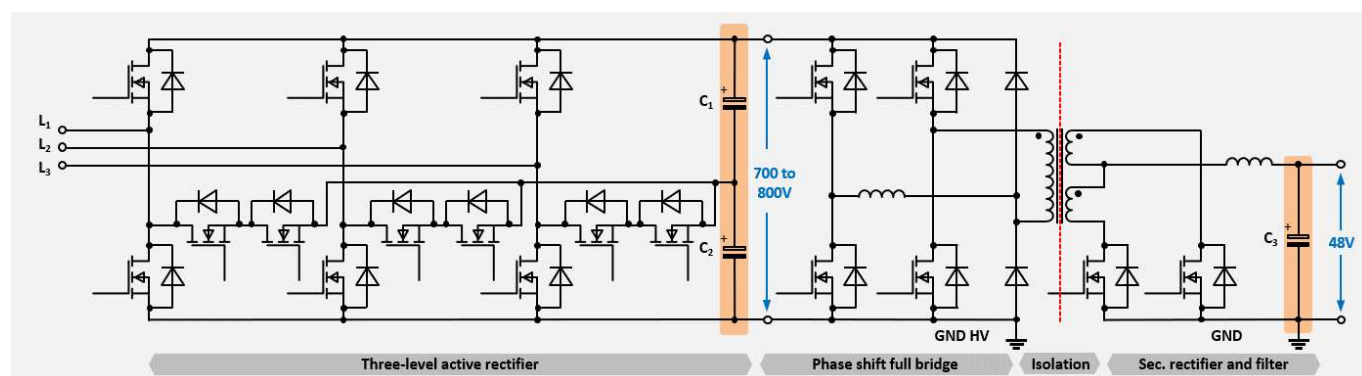 L1
L2
L3
+
C1
+
C2
700 to
800V
+
C3
48V
GND HV
GND
Three-level active rectifier
Phase shift full bridge
Isolation
Sec. rectifier and filter